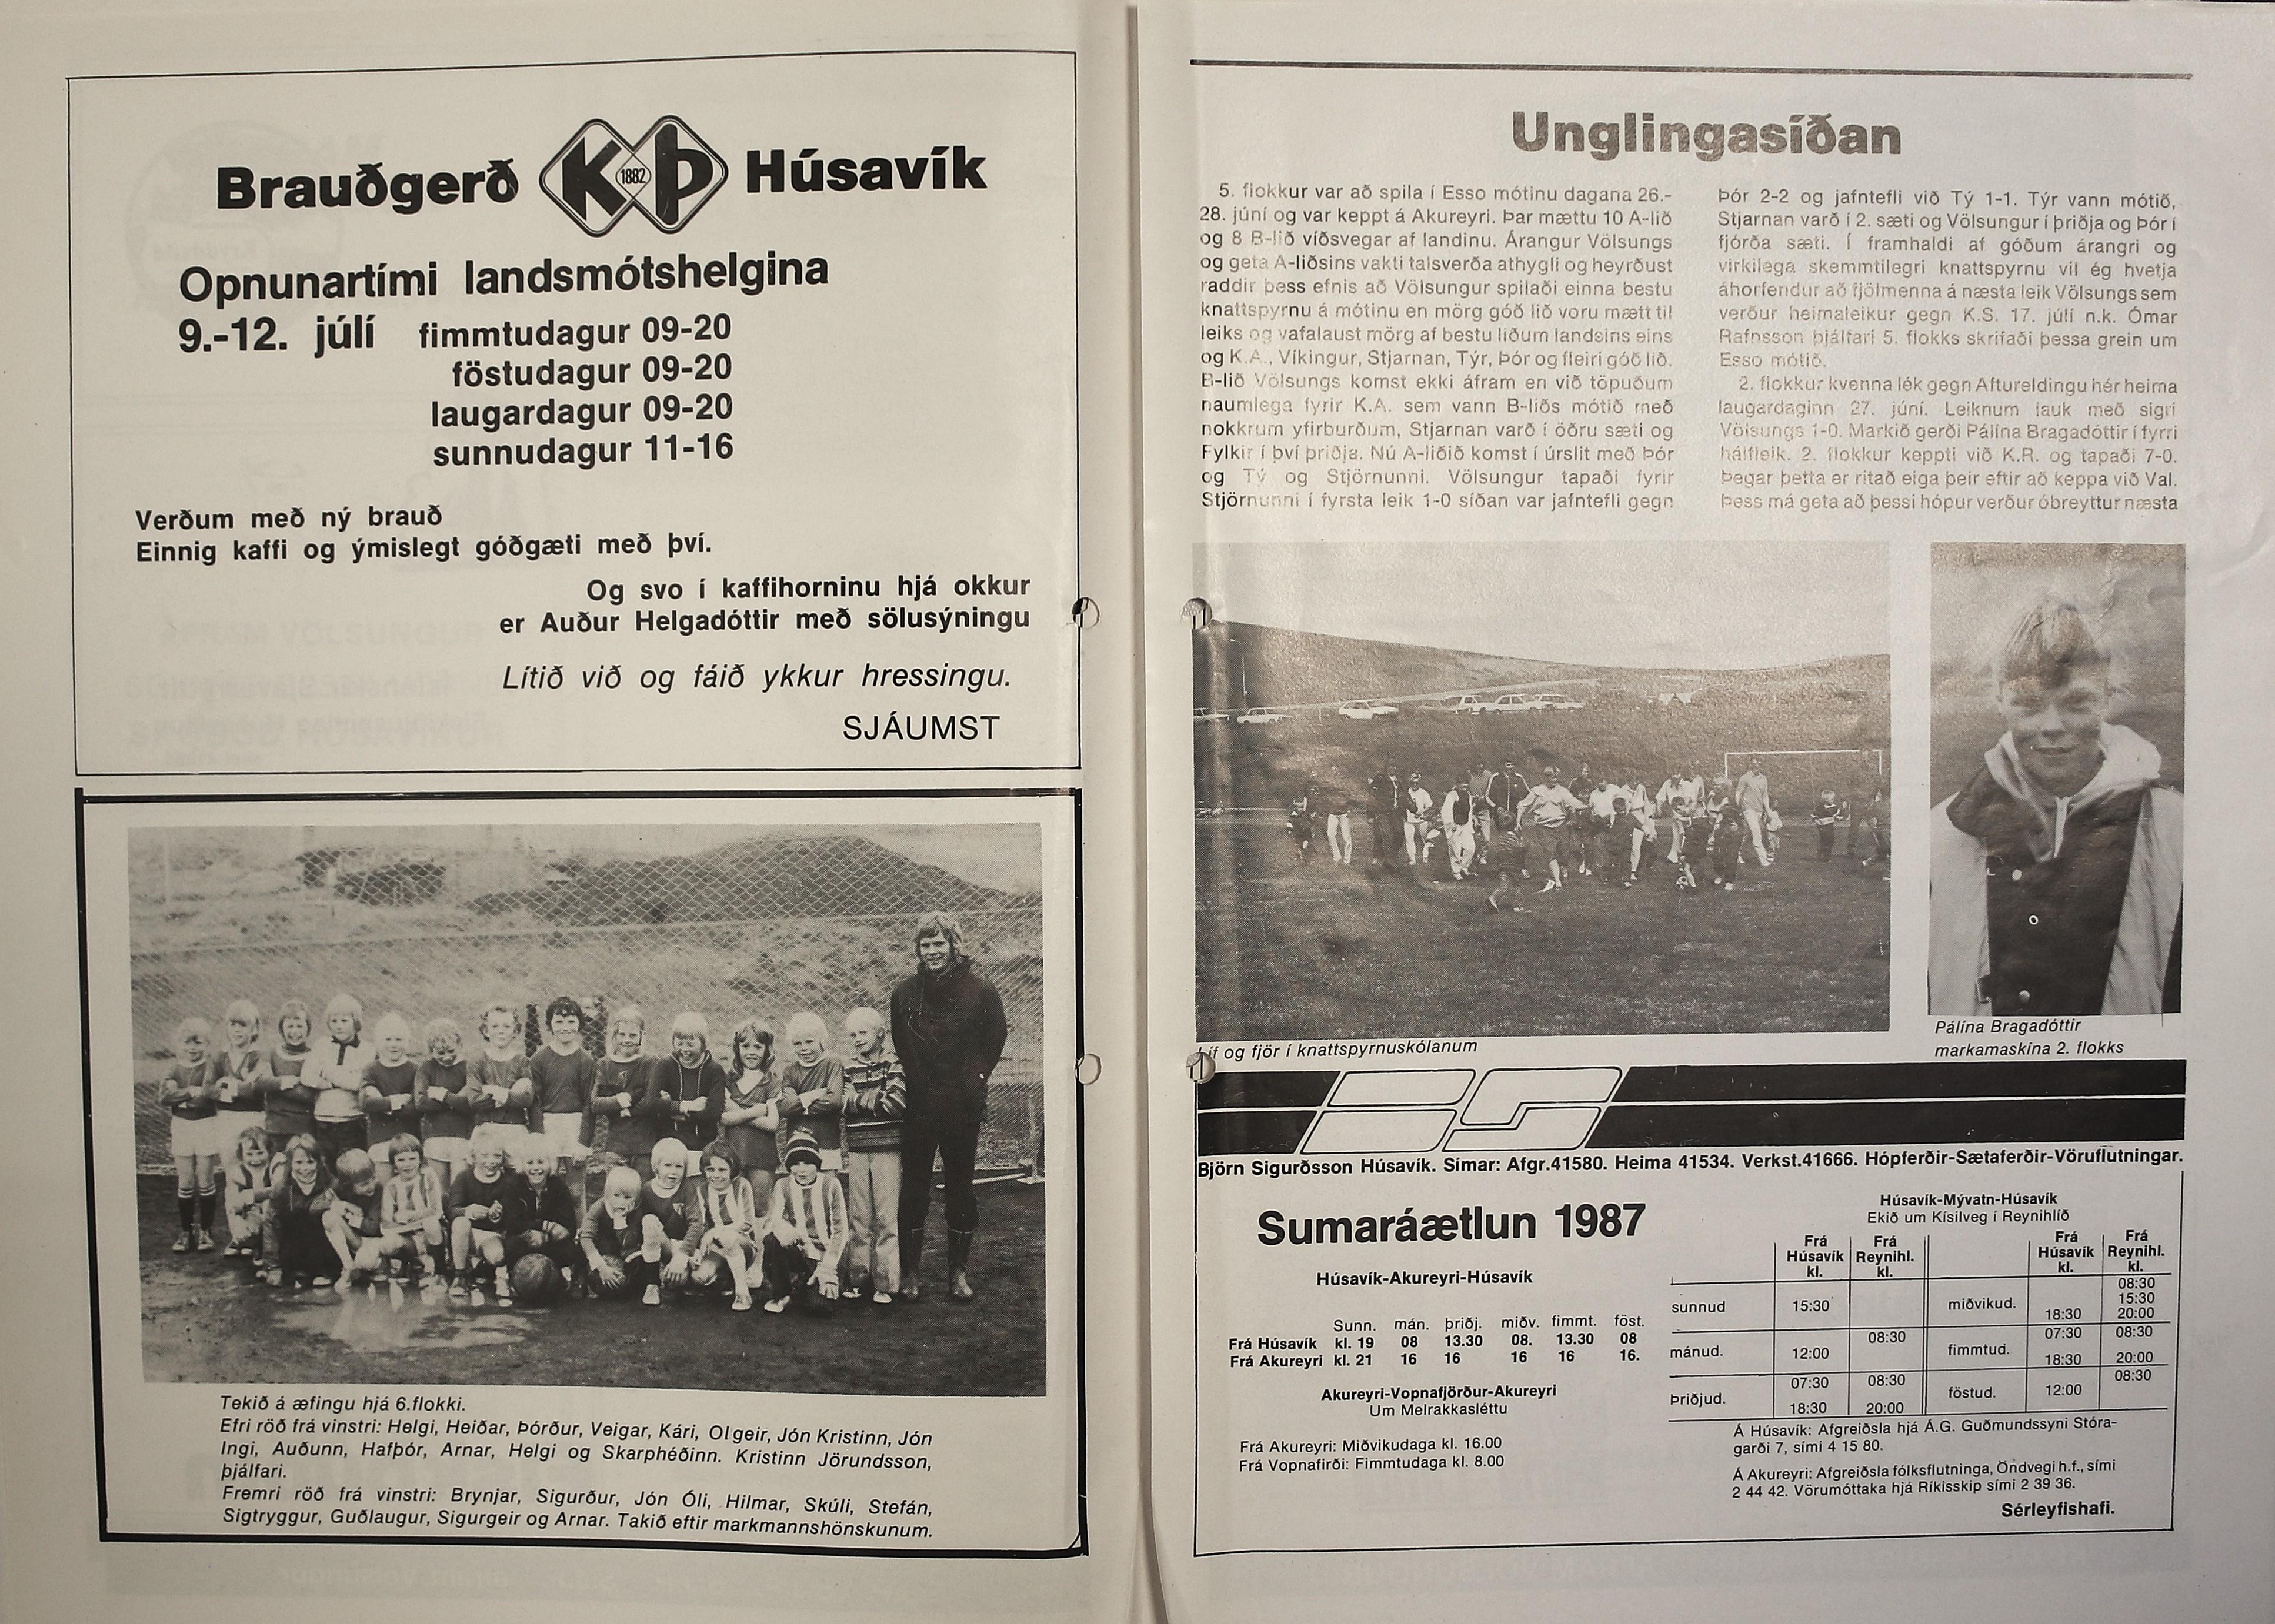 Brauðgerð KÞ 1882 Húsavík
Opnunartími landsmótshelgina
9.-12. júlí fimmtudagur 09-20
föstudagur 09-20
laugardagur 09-20
sunnudagur 11-16
Verðum með ný brauð
Einnig kaffi og ýmislegt góðgæti með því.
Og svo í kaffihorninu hjá okkur
er Auður Helgadóttir með sölusýningu
Lítið við og fáið ykkur hressingu.
SJÁUMST
Tekið á æfingu hjá 6.flokki.
Efri röð frá vinstri: Helgi, Heiðar, Þórður, Veigar, Kári, Olgeir, Jón Kristinn, Jón
Ingi, Auðunn, Hafþór, Arnar, Helgi og Skarphéðinn. Kristinn Jörundsson,
þjálfari.
Fremri röð frá vinstri: Brynjar, Sigurður, Jón Óli, Hilmar, Skúli, Stefán,
Sigtryggur, Guðlaugur, Sigurgeir og Arnar. Takið eftir markmannshönskunum.
Unglingasíðan
5. flokkur var að spila í Esso mótinu dagana 26.-
28. júní og var keppt á Akureyri. Þar mættu 10 A-lið
og 8 B-lið víðsvegar af landinu. Árangur Völsungs
og geta A-liðsins vakti talsverða athygli og heyrðust
raddir þess efnis að Völsungur spilaði einna bestu
knattspyrnu á mótinu en mörg góð lið voru mætt til
leiks og vafalaust mörg af bestu liðum landsins eins
og K.A., Víkingur, Stjarnan, Týr, Þór og fleiri góð lið.
B-lið Völsungs komst ekki áfram en við töpuðum
naumlega fyrir K.A. sem vann B-liðs mótið með
nokkrum yfirburðum, Stjarnan varð í öðru sæti og
Fylkir í því þriðja. Nú A-liðið komst í úrslit með Þór
og Tý og Stjörnunni. Völsungur tapaði fyrir
Stjörnunni í fyrsta leik 1-0 síðan var jafntefli gegn
Þór 2-2 og jafntefli við Tý 1-1. Týr vann mótið,
Stjarnan varð í 2. sæti og Völsungur í þriðja og Þór í
fjórða sæti. Í framhaldi af góðum árangri og
virkilega skemmtilegri knattspyrnu vil ég hvetja
áhorfendur að fjölmenna á næsta leik Völsungs sem
verður heimaleikur gegn K.S. 17. júlí n.k. Ómar
Rafnsson þjálfari 5. flokks skrifaði þessa grein um
Esso mótið.
2. flokkur kvenna lék gegn Aftureldingu hér heima
laugardaginn 27. júní. Leiknum lauk með sigri
Völsungs 1-0. Markið gerði Pálína Bragadóttir í fyrri
hálfleik. 2. flokkur keppti við K.R. og tapaði 7-0.
Þegar þetta er ritað eiga þeir eftir að keppa við Val.
Þess má geta að þessi hópur verður óbreyttur næsta
Líf og fjör í knattspyrnuskólanum
Pálína Bragadóttir
markamaskína 2. flokks
BS
Björn Sigurðsson Húsavík. Símar: Afgr.41580. Heima 41534. Verkst.41666. Hópferðir-Sætaferðir-Vöruflutningar.
Sumaráætlun 1987
Húsavík-Akureyri-Húsavík
Sunn. mán. þriðj. miðv. fimmt. föst.
Frá Húsavík kl. 19 08 13.30 08. 13.30 08
Frá Akureyri kl. 21 16 16 16 16 16.
Akureyri-Vopnafjörður-Akureyri
Um Melrakkasléttu
Frá Akureyri: Miðvikudaga kl. 16.00
Frá Vopnafirði: Fimmtudaga kl. 8.00
Húsavík-Mývatn-Húsavík
Ekið um Kísilveg í Reynihlíð
Frá Húsavík kl. Frá Reynihl. kl. Frá Húsavík kl. Frá Reynihl. kl.
sunnud 15:30 miðvikud. 18:30 08:30 15:30 20:00
mánud. 12:00 08:30 fimmtud. 07:30 18:30 08:30 20:00
Þriðjud. 07:30 18:30 08:30 20:00 föstud. 12:00 08:30
Á Húsavík: Afgreiðsla hjá Á.G. Guðmundssyni Stóra-
garði 7, sími 4 15 80.
Á Akureyri: Afgreiðsla fólksflutninga, Öndvegi h.f., sími
2 44 42. Vörumóttaka hjá Ríkisskip sími 2 39 36.
Sérleyfishafi.